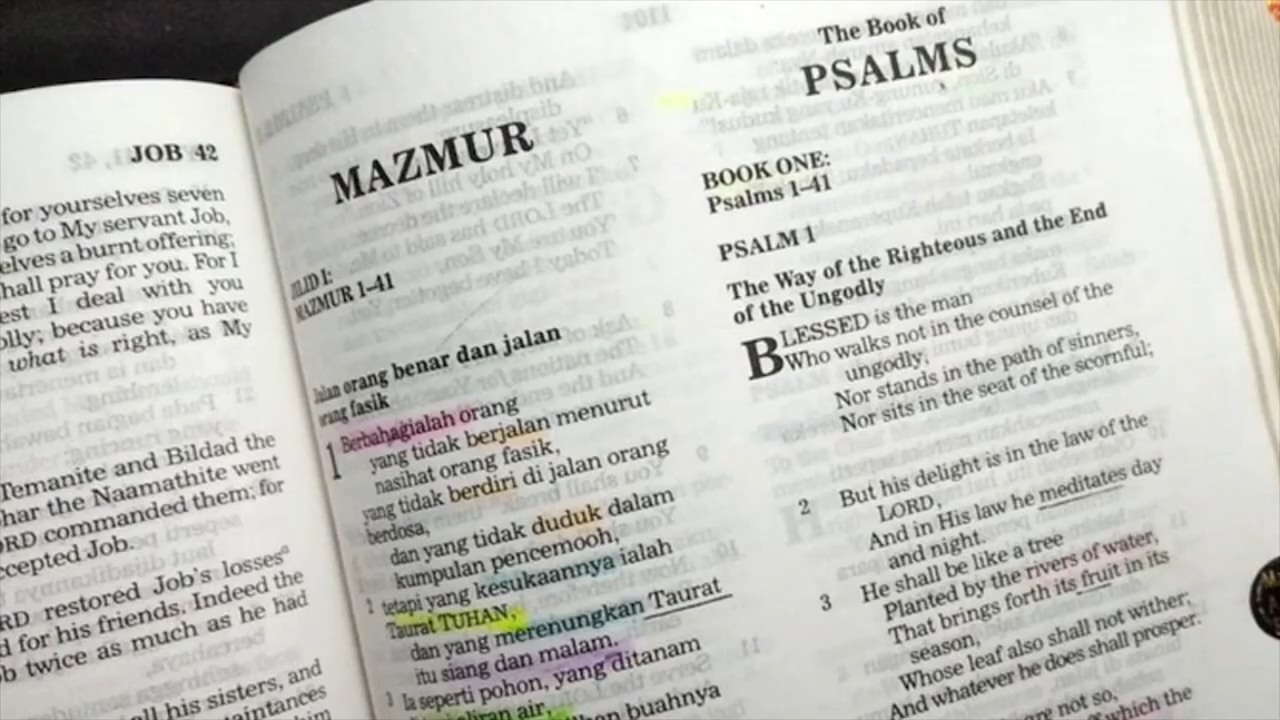 JOB 42
for yourselves seven
go to My servant Job,
elves a burnt offering;
hall pray for you. For I
est I deal with you
olly; because you have
what is right, as My
Temanite and Bildad the
har the Naamathite went
RD commanded them; for
ccepted Job.
RD restored Job's losses
d for his friends. Indeed the
b twice as much as he had
all his sisters, and
MAZMUR
MAZMUR 1–41
Jalan orang benar dan jalan
orang fasik
1 Berbahagialah orang
yang tidak berjalan menurut
nasihat orang fasik,
yang tidak berdiri di jalan orang
berdosa,
dan yang tidak duduk dalam
kumpulan pencemooh,
2 tetapi yang kesukaannya ialah
Taurat TUHAN,
dan yang merenungkan Taurat
itu siang dan malam.
3 Ia seperti pohon, yang ditanam
aliran air,
buahnya
The Book of
PSALMS
BOOK ONE:
Psalms 1–41
PSALM 1
The Way of the Righteous and the End
of the Ungodly
BLESSED is the man
Who walks not in the counsel of the
ungodly,
Nor stands in the path of sinners,
Nor sits in the seat of the scornful;
2 But his delight is in the law of the
LORD,
And in His law he meditates day
and night.
3 He shall be like a tree
Planted by the rivers of water,
That brings forth its fruit in its
season,
Whose leaf also shall not wither;
And whatever he does shall prosper.
are not so,
which the